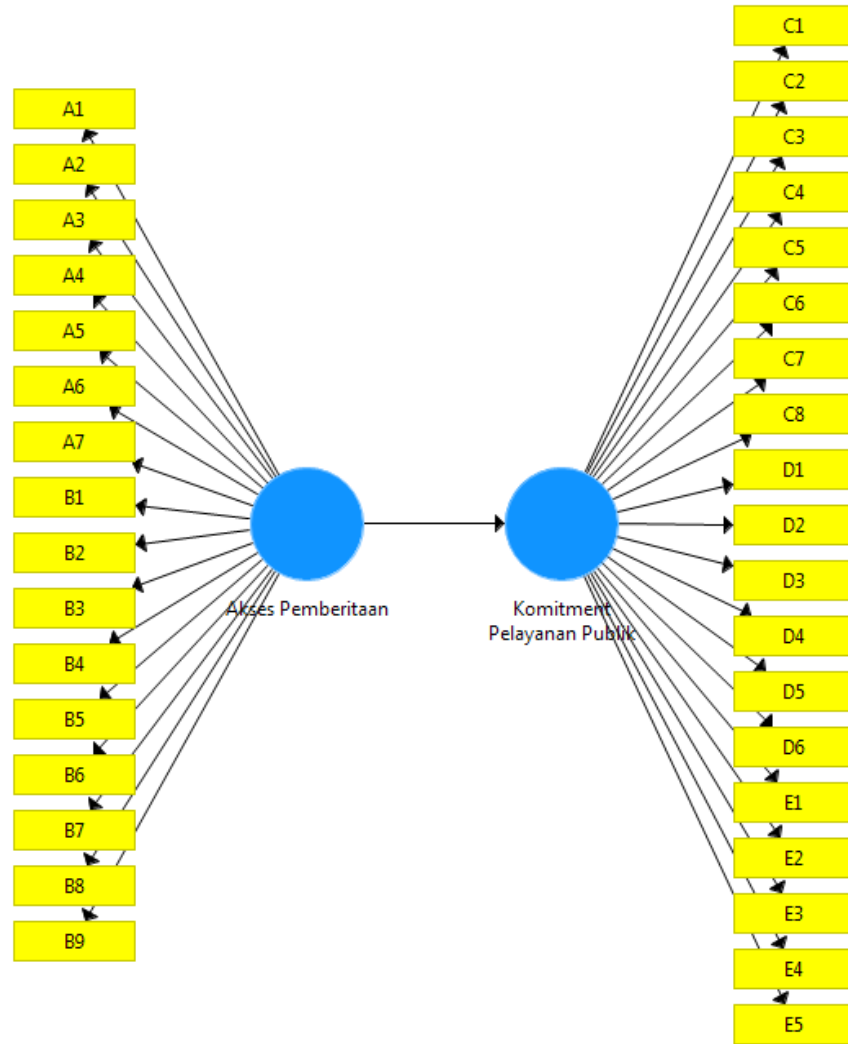 A1
A2
A3
A4
A5
A6
A7
B1
B2
B3
B4
B5
B6
B7
B8
B9
Akses Pemberitaan
Komitment
Pelayanan Publik
C1
C2
C3
C4
C5
C6
C7
C8
D1
D2
D3
D4
D5
D6
E1
E2
E3
E4
E5